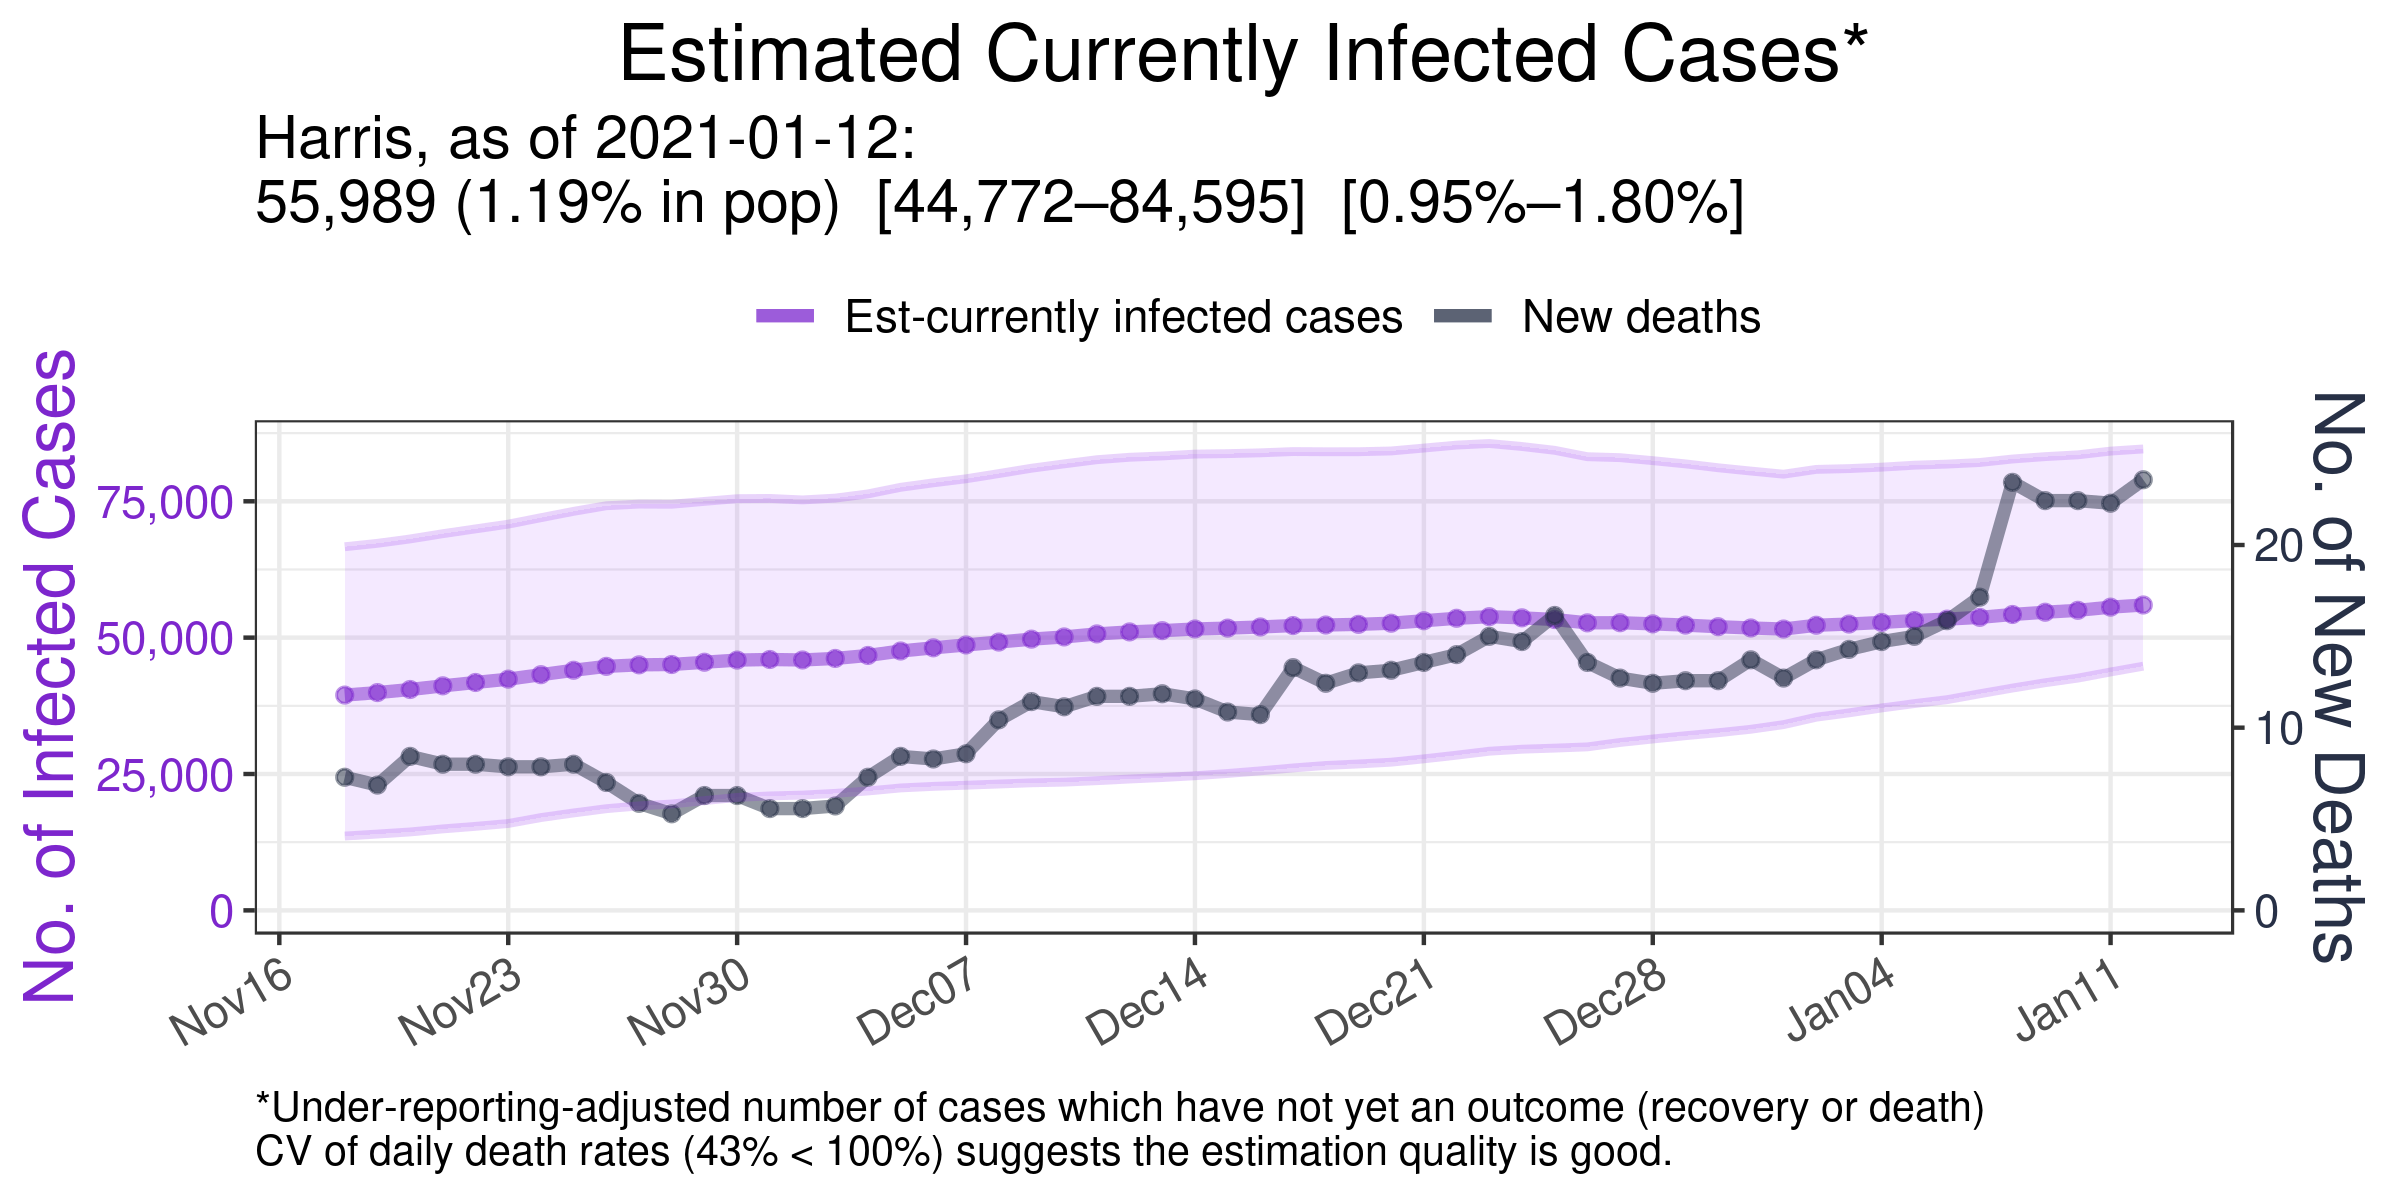 Estimated Currently Infected Cases*
Harris, as of 2021-01-12:
55,989 (1.19% in pop)  [44,772–84,595]  [0.95%–1.80%]
Est-currently infected cases
New deaths
No. of Infected Cases
75,000
50,000
25,000
0
No. of New Deaths
20
10
0
Nov16
Nov23
Nov30
Dec07
Dec14
Dec21
Dec28
Jan04
Jan11
*Under-reporting-adjusted number of cases which have not yet an outcome (recovery or death)
CV of daily death rates (43% < 100%) suggests the estimation quality is good.